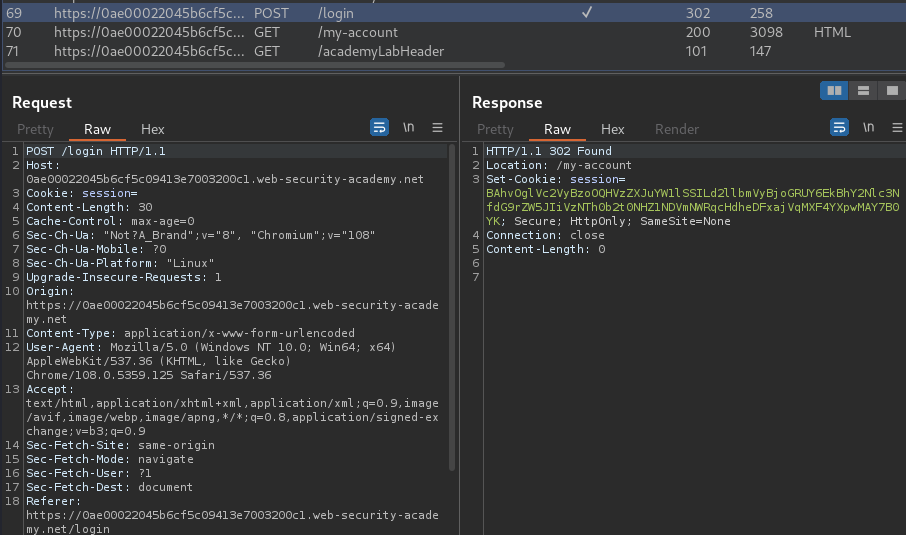 69 https://0ae00022045b6cf5c... POST /login ✓ 302 258
70 https://0ae00022045b6cf5c... GET /my-account 200 3098 HTML
71 https://0ae00022045b6cf5c... GET /academyLabHeader 101 147
Request
Pretty Raw Hex \n
1 POST /login HTTP/1.1
2 Host:
0ae00022045b6cf5c09413e7003200c1.web-security-academy.net
3 Cookie: session=
4 Content-Length: 30
5 Cache-Control: max-age=0
6 Sec-Ch-Ua: "Not?A_Brand";v="8", "Chromium";v="108"
7 Sec-Ch-Ua-Mobile: ?0
8 Sec-Ch-Ua-Platform: "Linux"
9 Upgrade-Insecure-Requests: 1
10 Origin:
https://0ae00022045b6cf5c09413e7003200c1.web-security-acade
my.net
11 Content-Type: application/x-www-form-urlencoded
12 User-Agent: Mozilla/5.0 (Windows NT 10.0; Win64; x64)
AppleWebKit/537.36 (KHTML, like Gecko)
Chrome/108.0.5359.125 Safari/537.36
13 Accept:
text/html,application/xhtml+xml,application/xml;q=0.9,image
/avif,image/webp,image/apng,*/*;q=0.8,application/signed-ex
change;v=b3;q=0.9
14 Sec-Fetch-Site: same-origin
15 Sec-Fetch-Mode: navigate
16 Sec-Fetch-User: ?1
17 Sec-Fetch-Dest: document
18 Referer:
https://0ae00022045b6cf5c09413e7003200c1.web-security-acade
my.net/login
Response
Pretty Raw Hex Render \n
1 HTTP/1.1 302 Found
2 Location: /my-account
3 Set-Cookie: session=
; Secure; HttpOnly; SameSite=None
4 Connection: close
5 Content-Length: 0
6
7